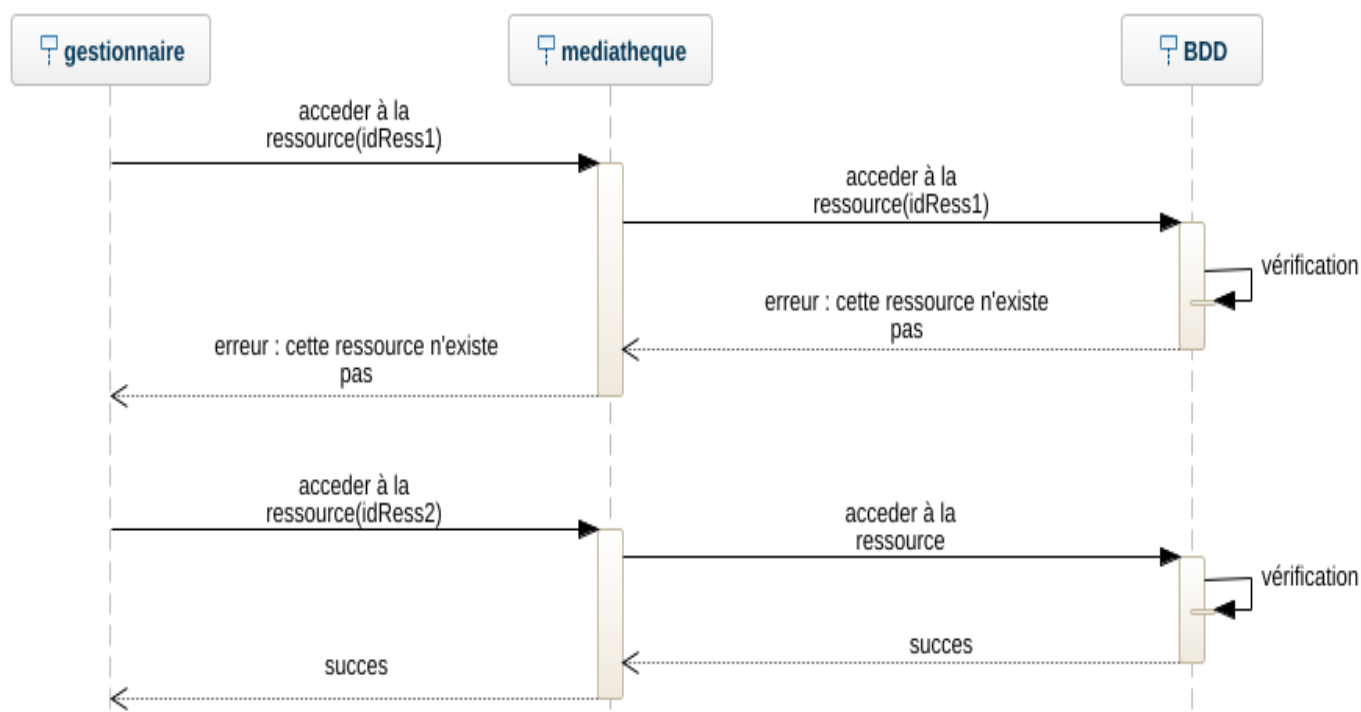 gestionnaire
mediatheque
BDD
acceder à la
ressource(idRess1)
acceder à la
ressource(idRess1)
vérification
erreur : cette ressource n'existe
pas
erreur : cette ressource n'existe
pas
acceder à la
ressource(idRess2)
acceder à la
ressource
vérification
succes
succes